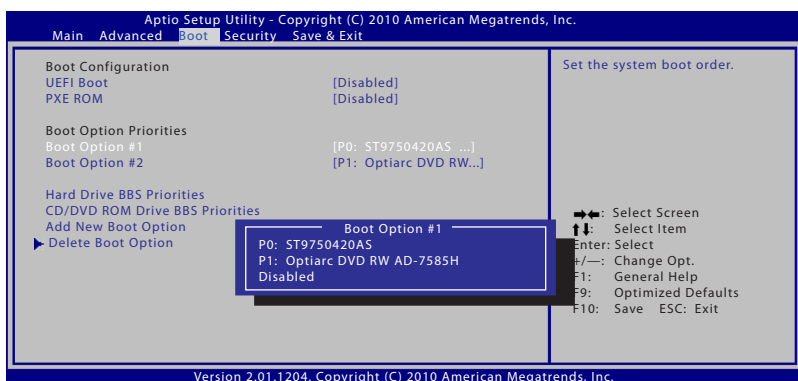 Aptio Setup Utility - Copyright (C) 2010 American Megatrends, Inc.
Main Advanced Boot Security Save & Exit
Boot Configuration
UEFI Boot [Disabled]
PXE ROM [Disabled]
Boot Option Priorities
Boot Option #1 [P0: ST9750420AS ...]
Boot Option #2 [P1: Optiarc DVD RW...]
Hard Drive BBS Priorities
CD/DVD ROM Drive BBS Priorities
Add New Boot Option
Delete Boot Option
Boot Option #1
P0: ST9750420AS
P1: Optiarc DVD RW AD-7585H
Disabled
Set the system boot order.
→←: Select Screen
↑↓: Select Item
Enter: Select
+/—: Change Opt.
F1: General Help
F9: Optimized Defaults
F10: Save ESC: Exit
Version 2.01.1204. Copyright (C) 2010 American Megatrends, Inc.